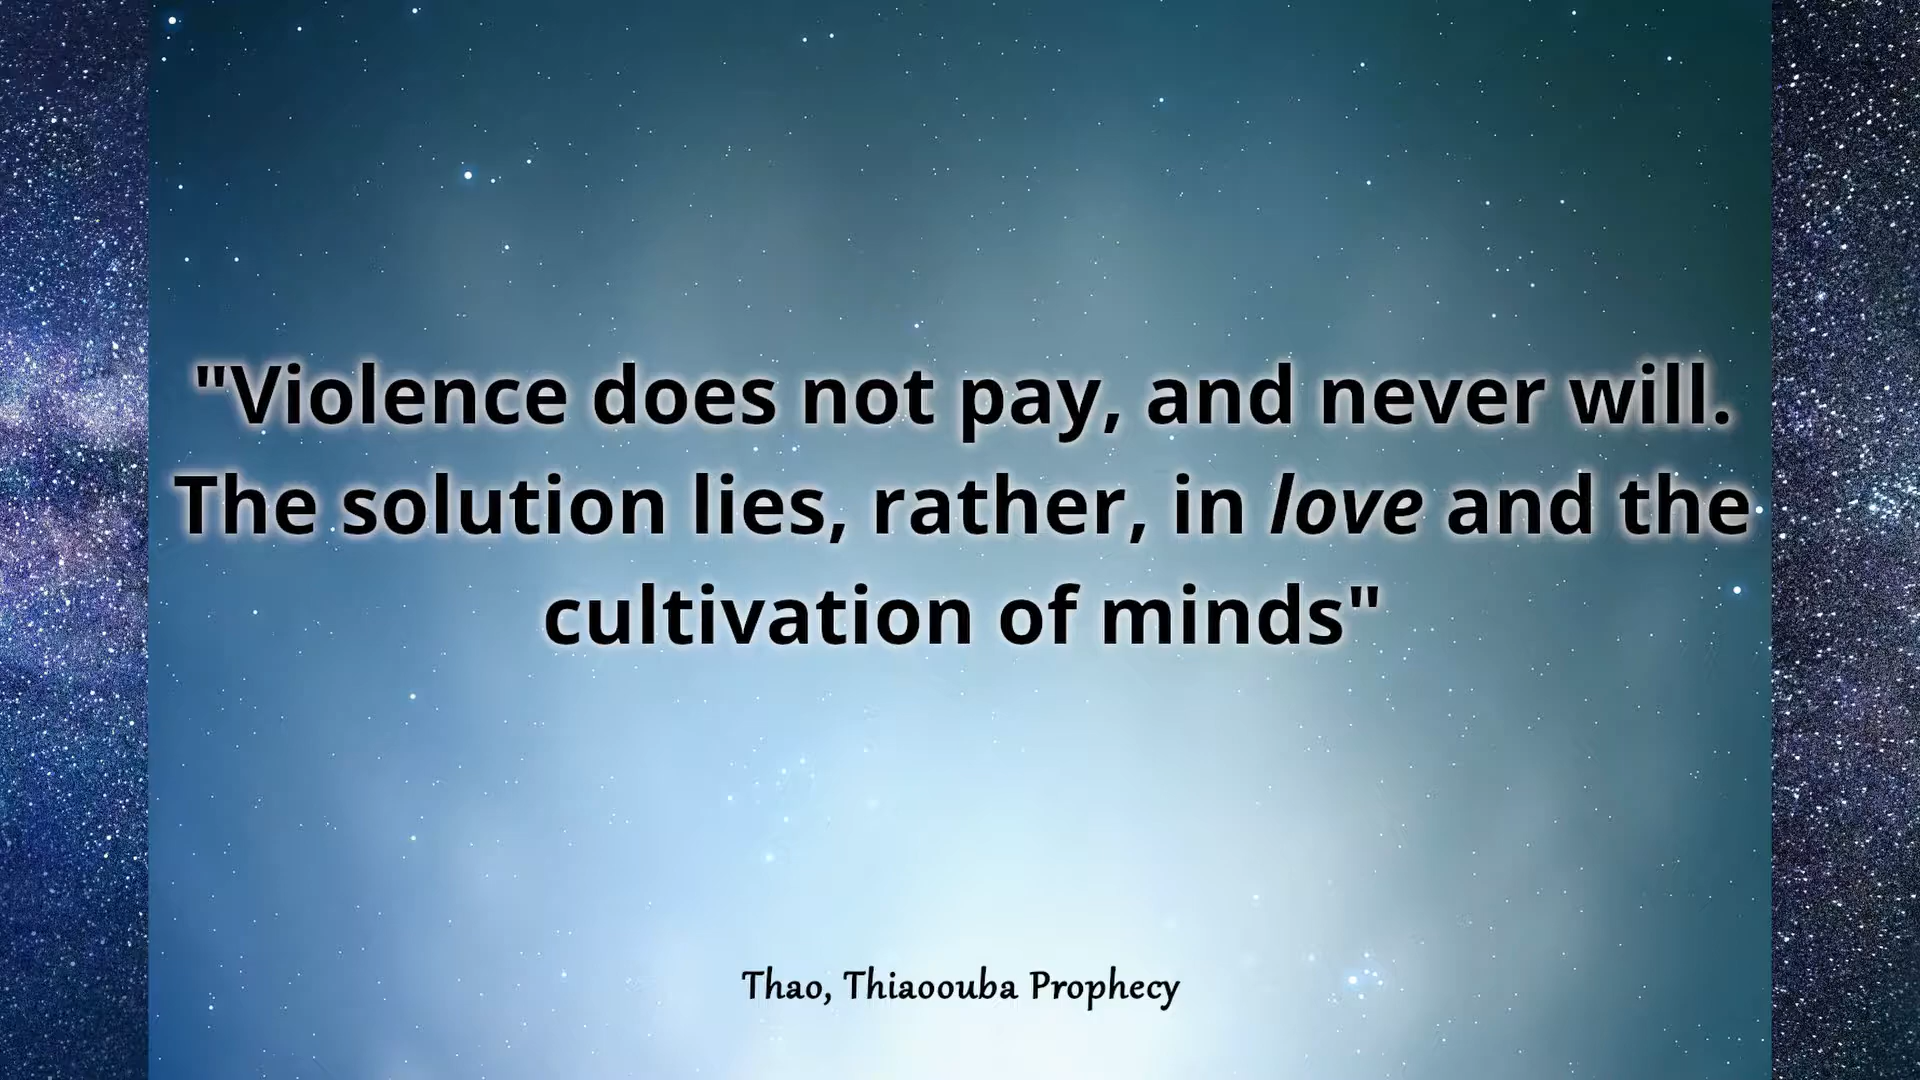 "Violence does not pay, and never will.
The solution lies, rather, in love and the
cultivation of minds"
Thao, Thiaoouba Prophecy